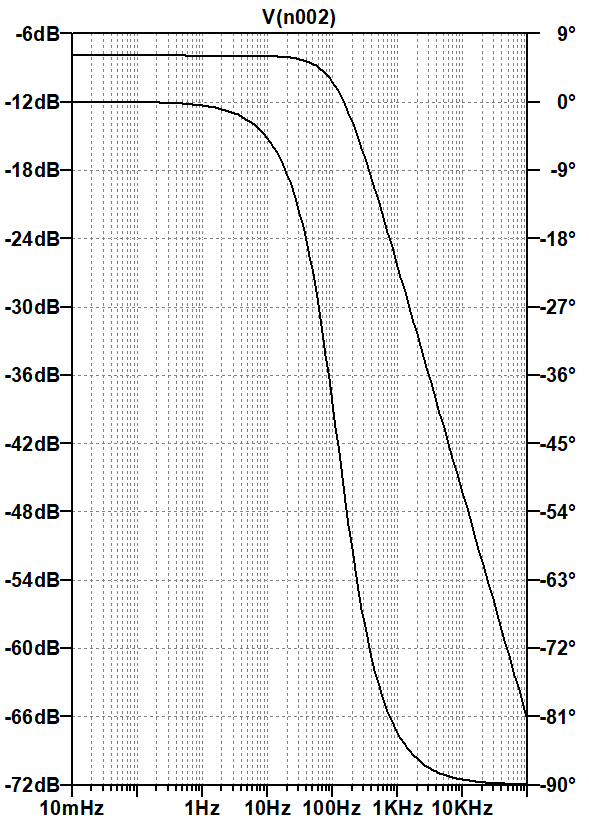 V(n002)
-6dB 9°
-12dB 0°
-18dB -9°
-24dB -18°
-30dB -27°
-36dB -36°
-42dB -45°
-48dB -54°
-54dB -63°
-60dB -72°
-66dB -81°
-72dB -90°
10mHz 1Hz 10Hz 100Hz 1KHz 10KHz